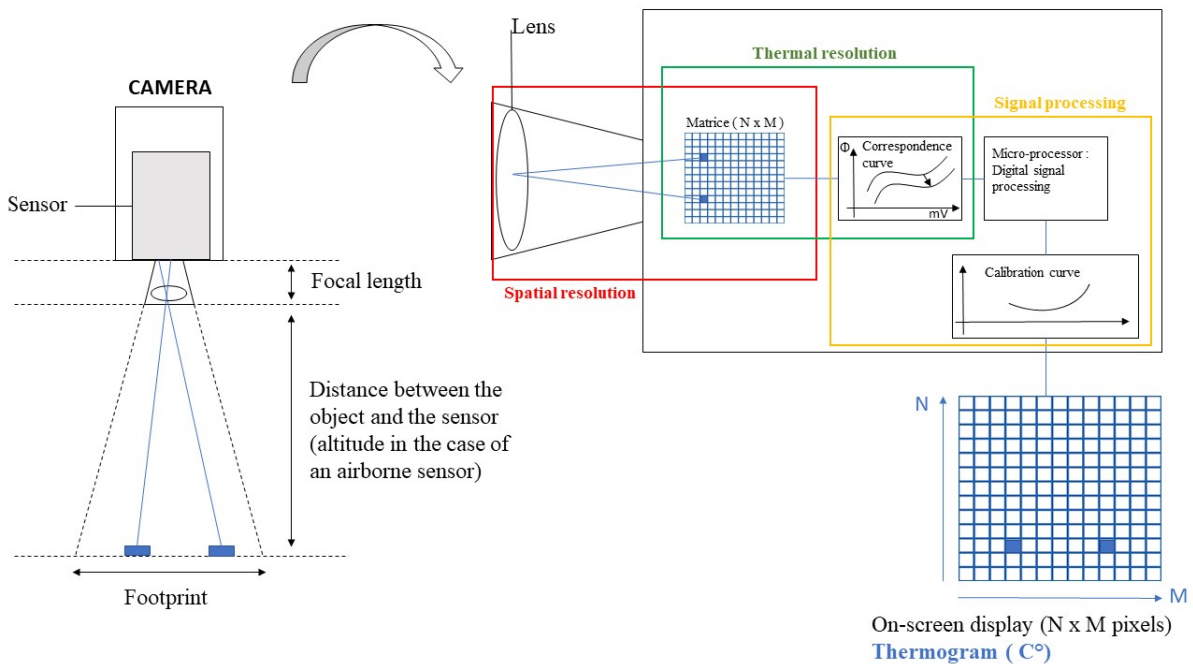 CAMERA
Sensor
Focal length
Distance between the
object and the sensor
(altitude in the case of
an airborne sensor)
Footprint
Lens
Thermal resolution
Signal processing
Matrice ( N x M )
Φ
Correspondence
curve
mV
Micro-processor :
Digital signal
processing
Spatial resolution
Calibration curve
N
M
On-screen display (N x M pixels)
Thermogram ( C°)